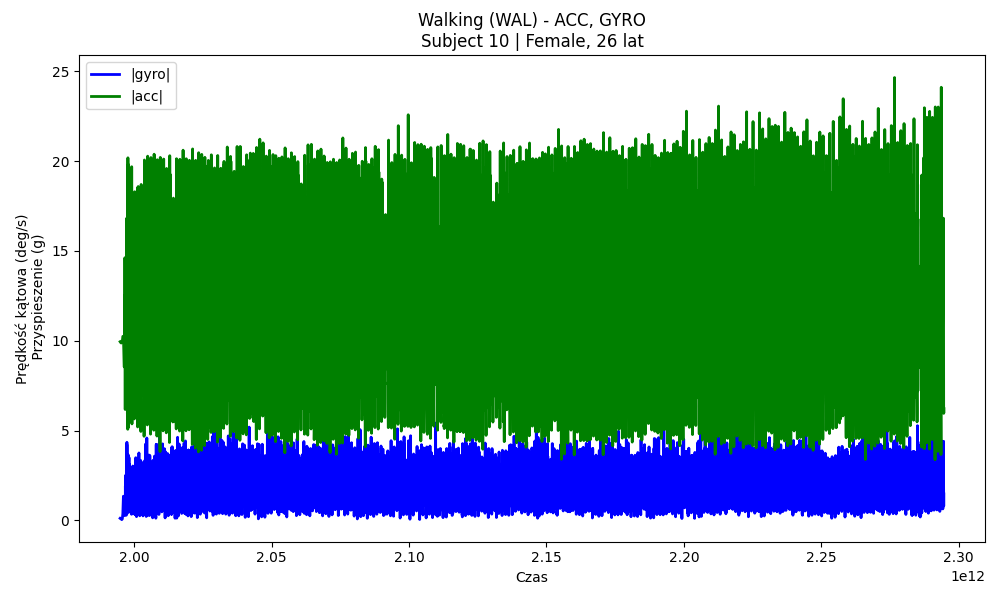 Walking (WAL) - ACC, GYRO
Subject 10 | Female, 26 lat
|gyro|
|acc|
25
20
15
10
5
0
Prędkość kątowa (deg/s)
Przyspieszenie (g)
2.00
2.05
2.10
2.15
2.20
2.25
2.30
1e12
Czas